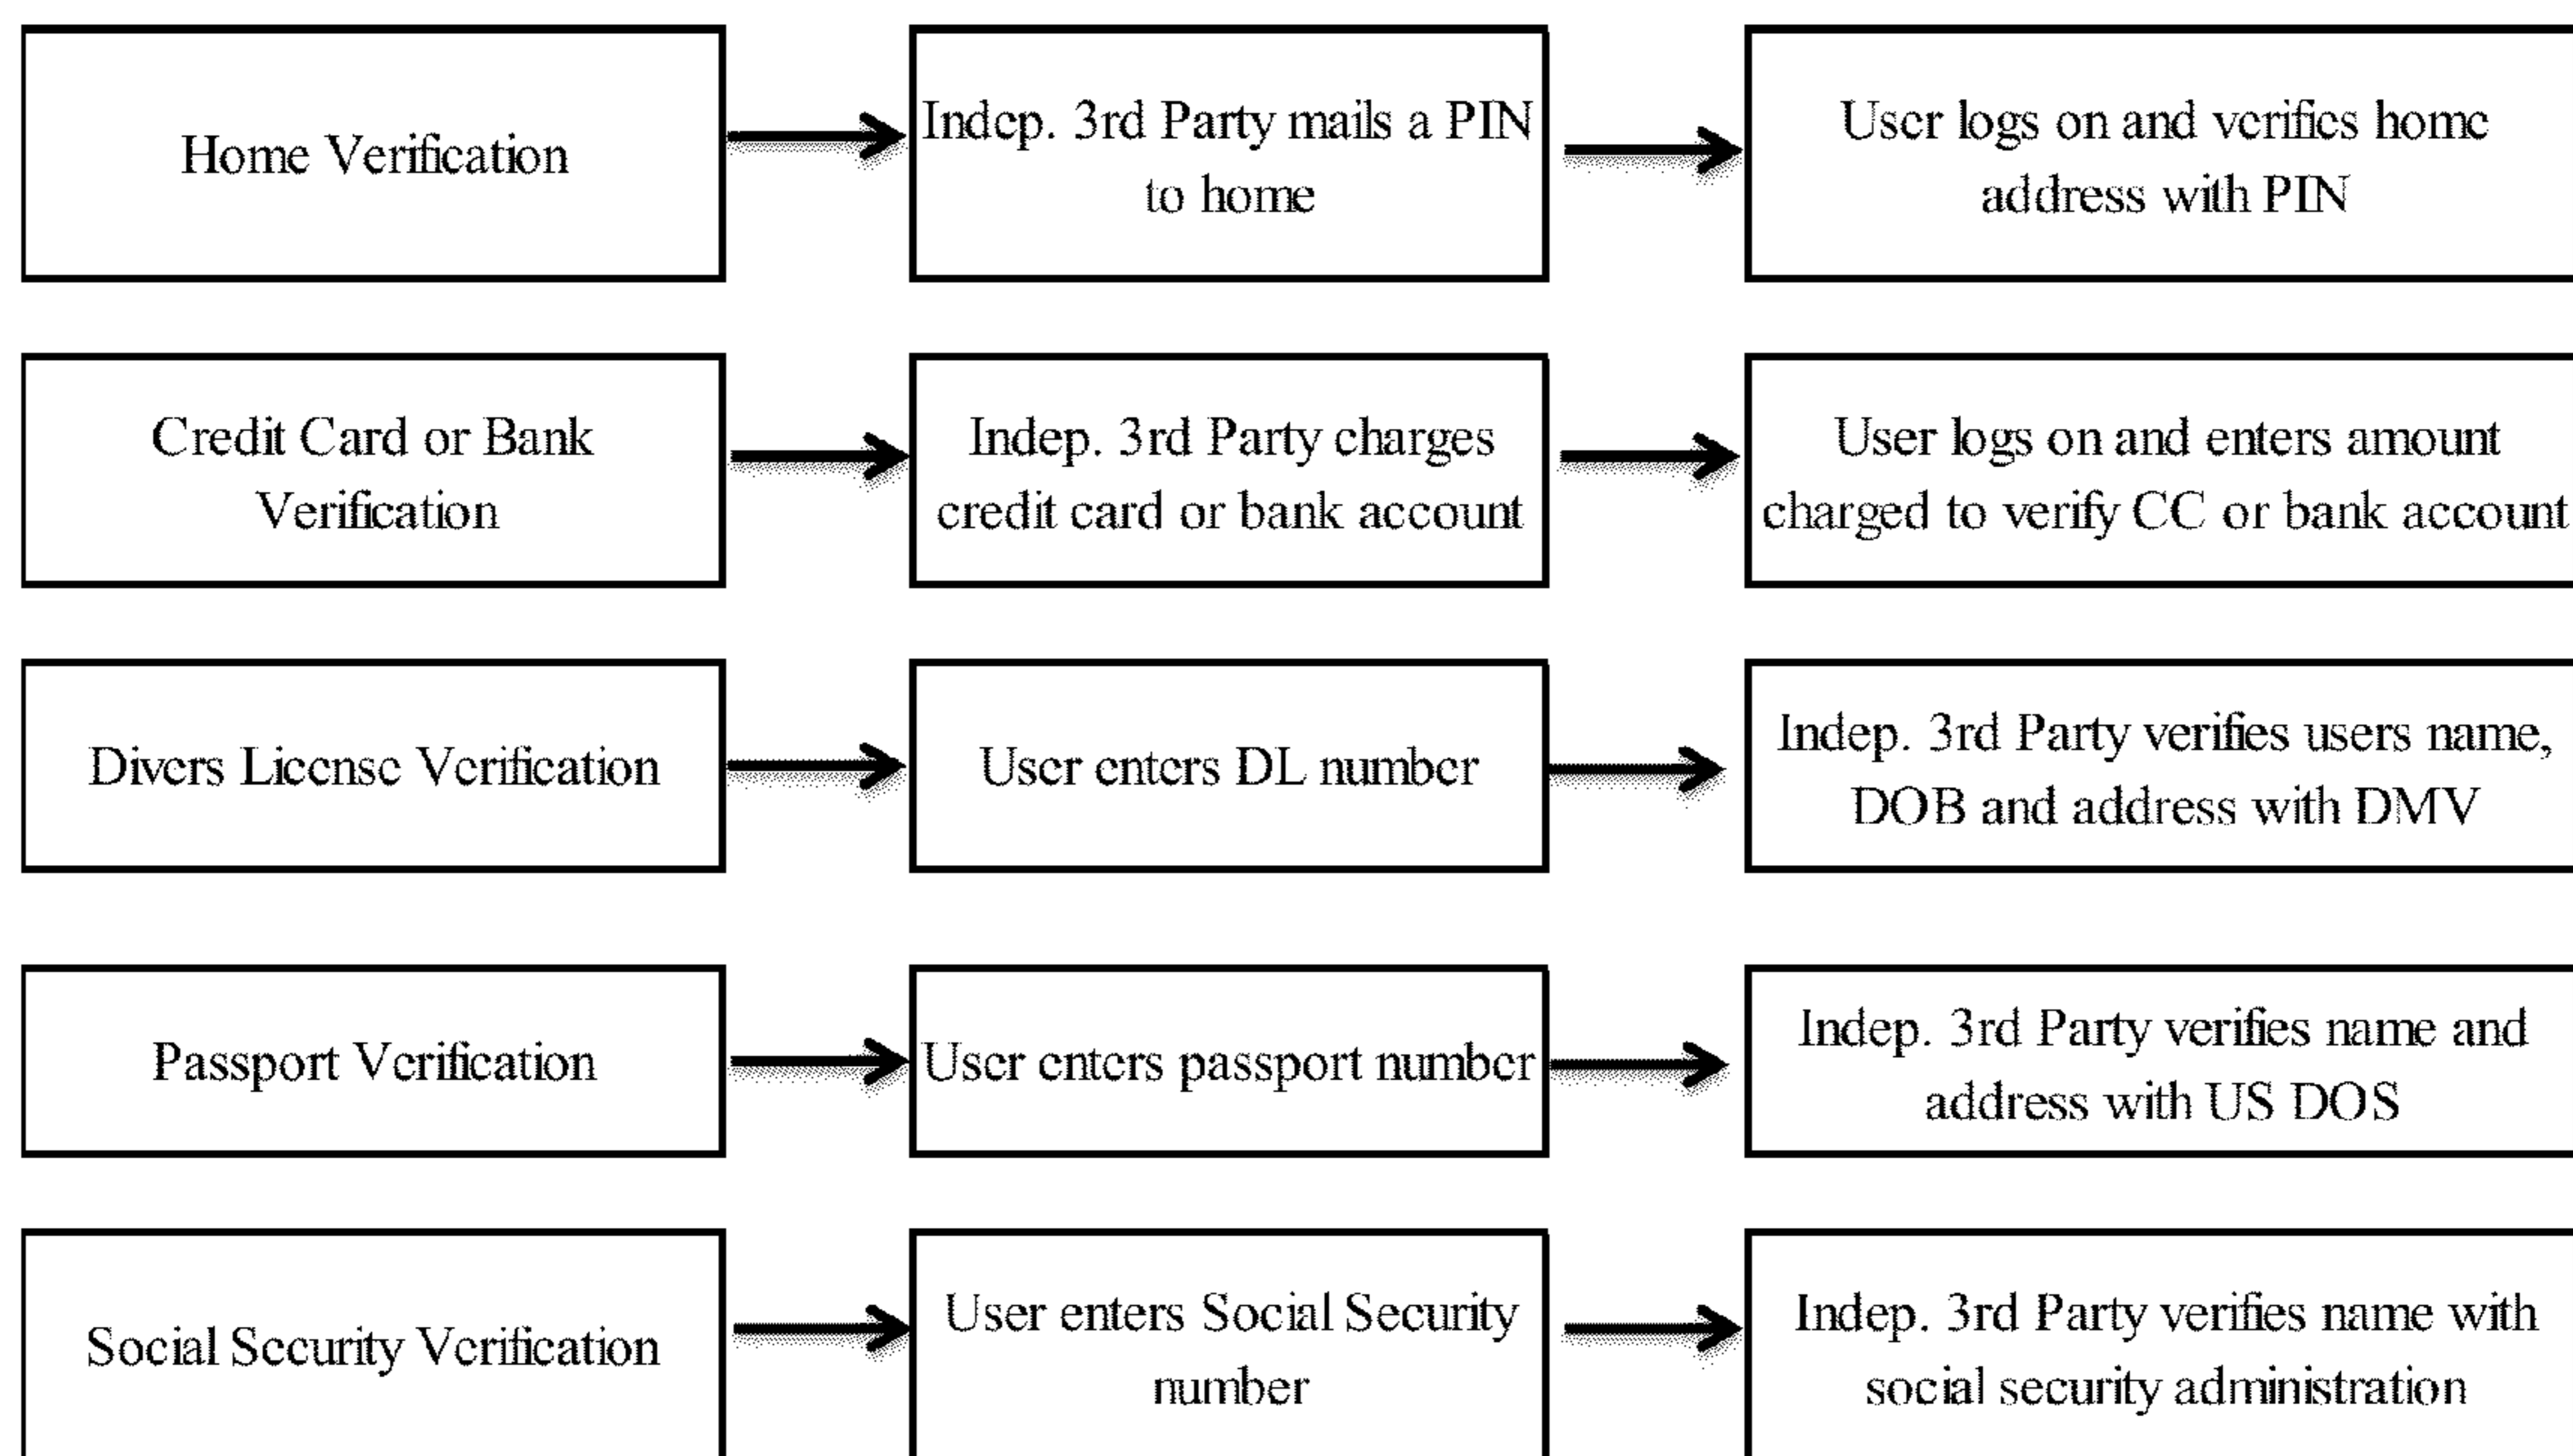 Home Verification
Indep. 3rd Party mails a PIN
to home
User logs on and verifies home
address with PIN
Credit Card or Bank
Verification
Indep. 3rd Party charges
credit card or bank account
User logs on and enters amount
charged to verify CC or bank account
Divers License Verification
User enters DL number
Indep. 3rd Party verifies users name,
DOB and address with DMV
Passport Verification
User enters passport number
Indep. 3rd Party verifies name and
address with US DOS
Social Security Verification
User enters Social Security
number
Indep. 3rd Party verifies name with
social security administration